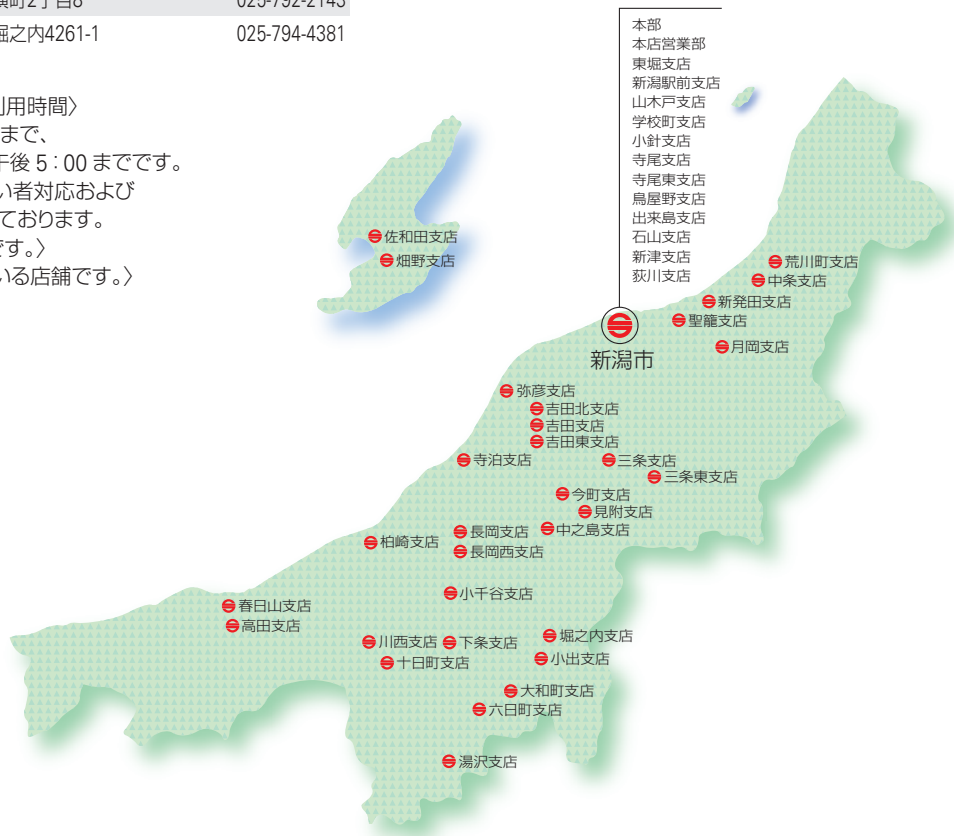 横町2丁目8 025-792-2143
堀之内4261-1 025-794-4381
利用時間〉
まで、
午後5:00までです。
い者対応および
ております。
です。〉
いる店舗です。〉
本部
本店営業部
東堀支店
新潟駅前支店
山木戸支店
学校町支店
小針支店
寺尾支店
寺尾東支店
鳥屋野支店
出来島支店
石山支店
新津支店
荻川支店
新潟市
佐和田支店
畑野支店
荒川町支店
中条支店
新発田支店
聖籠支店
月岡支店
弥彦支店
吉田北支店
吉田支店
吉田東支店
寺泊支店
三条支店
三条東支店
今町支店
見附支店
中之島支店
長岡支店
長岡西支店
柏崎支店
小千谷支店
春日山支店
高田支店
川西支店
下条支店
十日町支店
堀之内支店
小出支店
大和町支店
六日町支店
湯沢支店